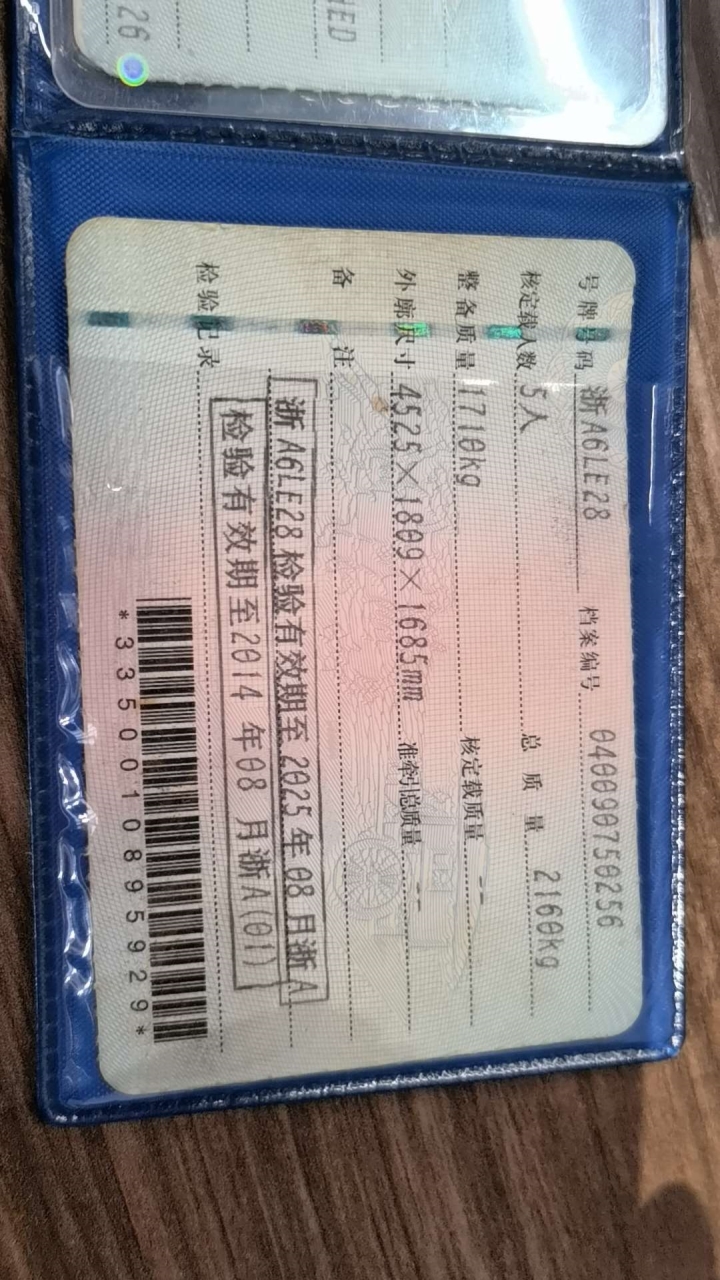 NED
26
号牌号码 浙A6LE28 档案编号 040090750256
核定载人数 5人 总质量 2160kg
整备质量 1710kg 核定载质量 --
外廓尺寸 4525×1809×1685mm 准牵引总质量 --
备注
浙A6LE28检验有效期至2025年08月浙A
检验记录 检验有效期至2014年08月浙A(01)
*3350010895929*